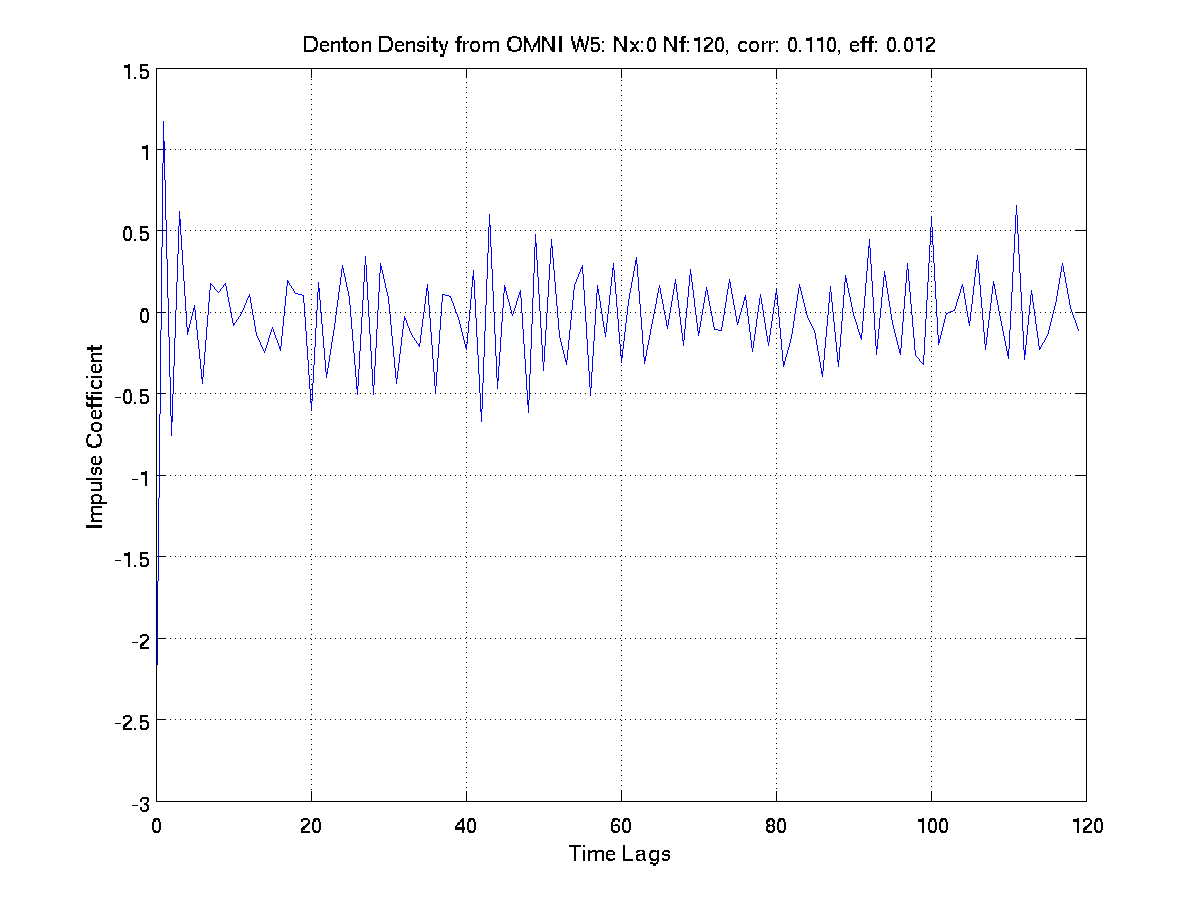 Denton Density from OMNI W5: Nx:0 Nf:120, corr: 0.110, eff: 0.012
1.5
1
0.5
0
-0.5
-1
-1.5
-2
-2.5
-3
Impulse Coefficient
0 20 40 60 80 100 120
Time Lags